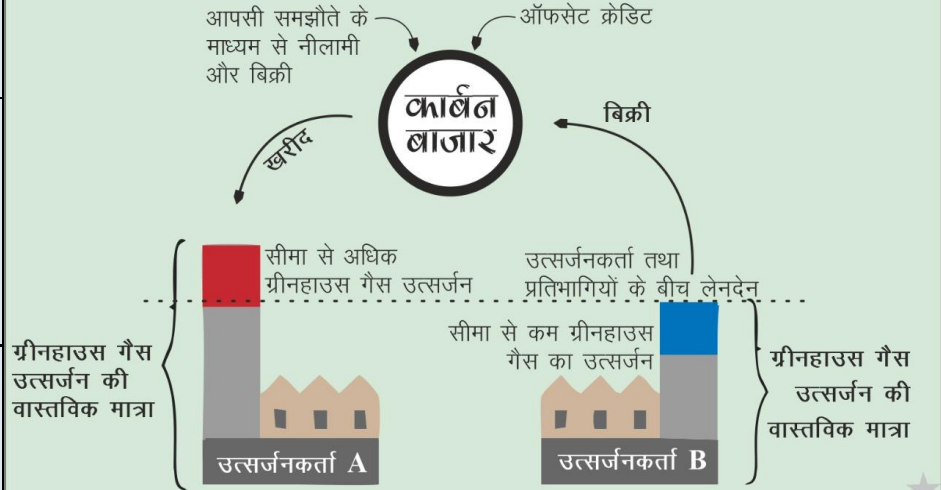 आपसी समझौते के
माध्यम से नीलामी
और बिक्री
ऑफसेट क्रेडिट
कार्बन
बाजार
खरीद
बिक्री
सीमा से अधिक
ग्रीनहाउस गैस उत्सर्जन
उत्सर्जनकर्ता तथा
प्रतिभागियों के बीच लेनदेन
सीमा से कम ग्रीनहाउस
गैस का उत्सर्जन
ग्रीनहाउस गैस
उत्सर्जन की
वास्तविक मात्रा
ग्रीनहाउस गैस
उत्सर्जन की
वास्तविक मात्रा
उत्सर्जनकर्ता A
उत्सर्जनकर्ता B